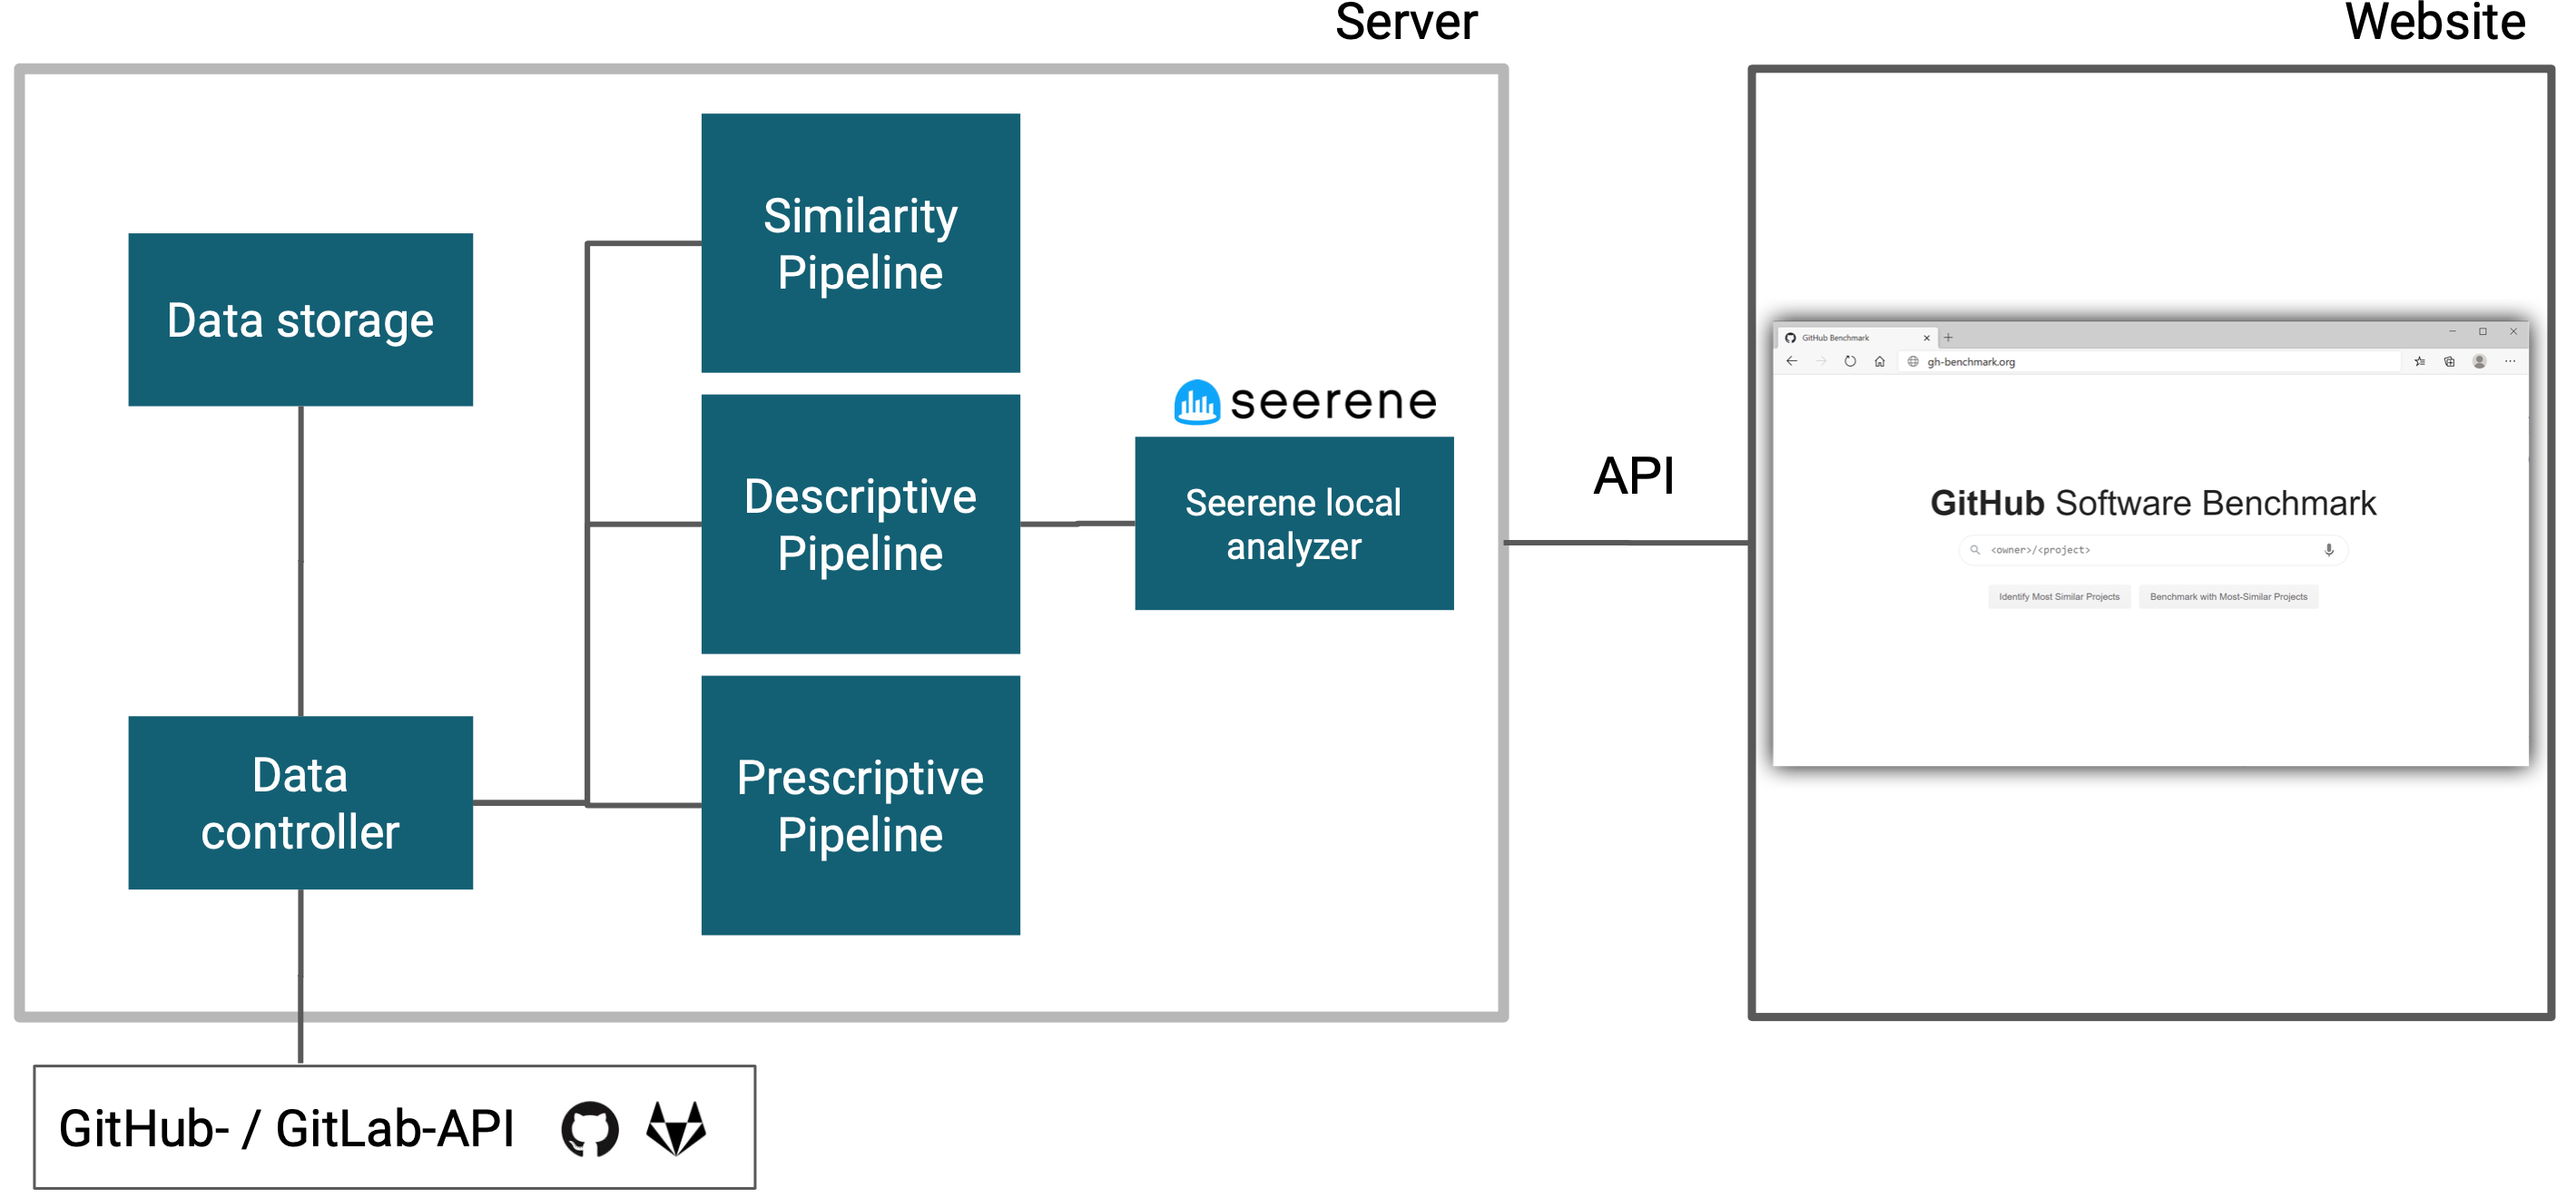 Server
Website
Similarity
Pipeline
Data storage
seerene
Descriptive
Pipeline
Seerene local
analyzer
Data
controller
Prescriptive
Pipeline
GitHub- / GitLab-API
API
GitHub Benchmark
gh-benchmark.org
GitHub Software Benchmark
<owner>/<project>
Identify Most Similar Projects
Benchmark with Most-Similar Projects